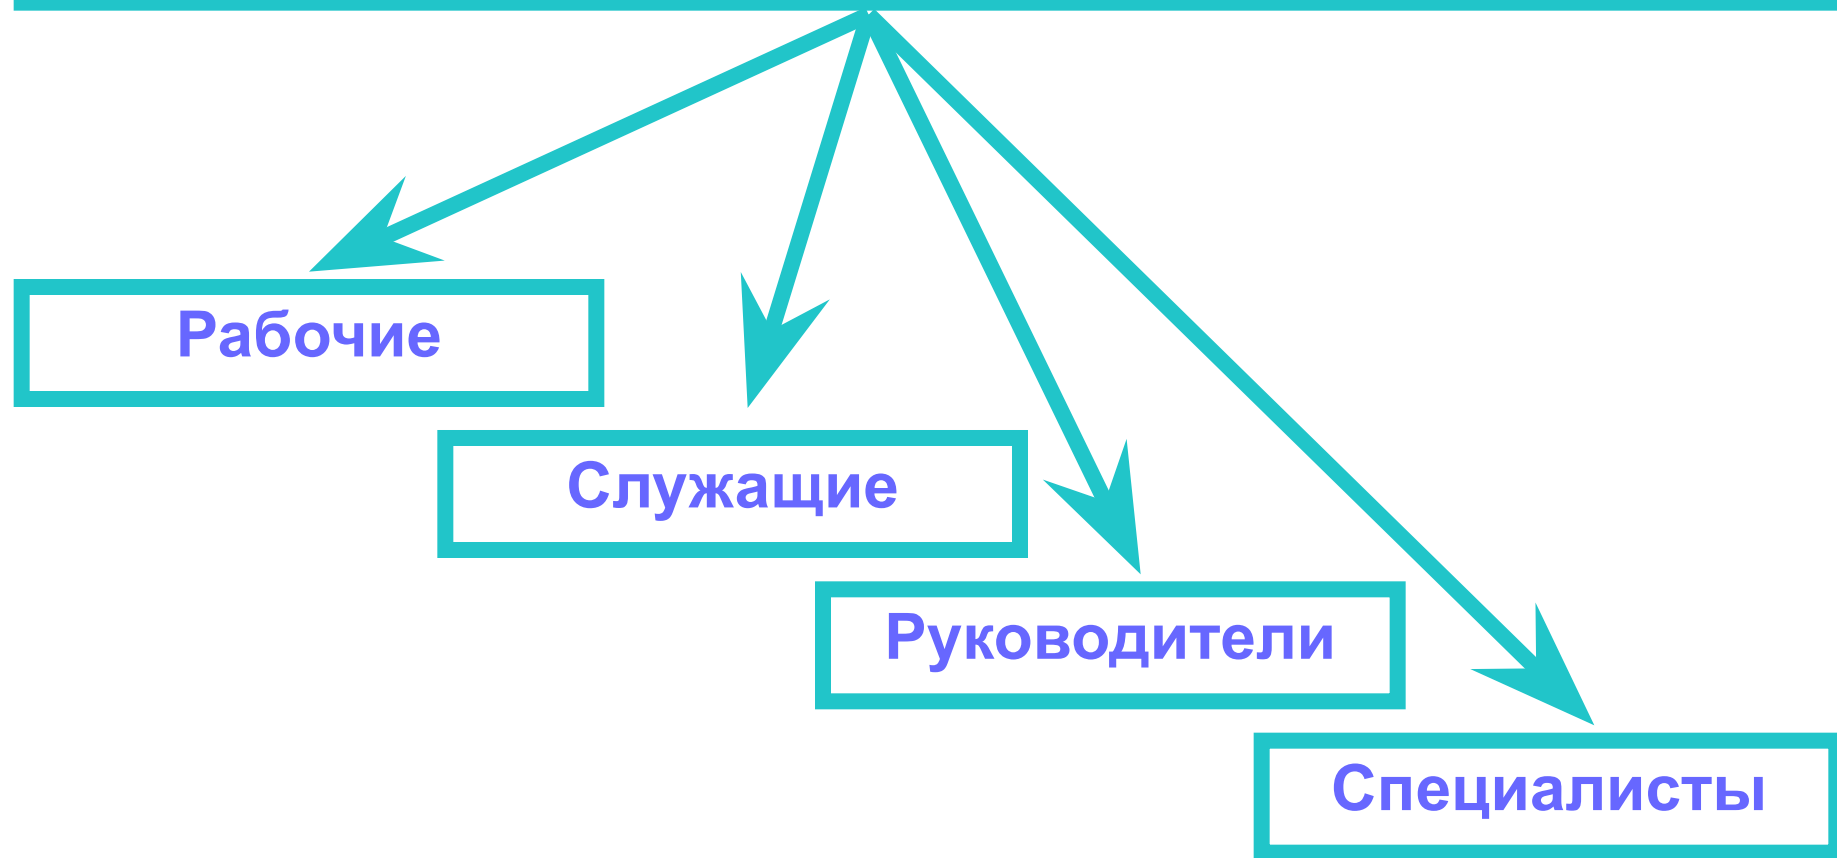 Рабочие
Служащие
Руководители
Специалисты